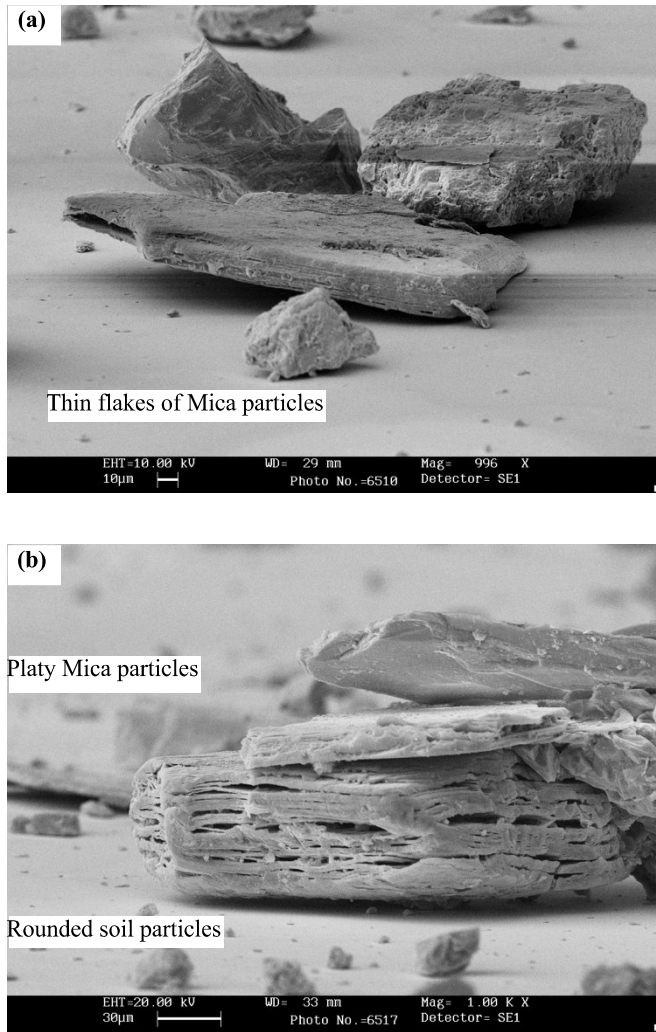 (a)
Thin flakes of Mica particles
EHT=10.00 kV WD= 29 mm Mag= 996 X
10µm Photo No.=6510 Detector= SE1
(b)
Platy Mica particles
Rounded soil particles
EHT=20.00 kV WD= 33 mm Mag= 1.00 K X
30µm Photo No.=6517 Detector= SE1